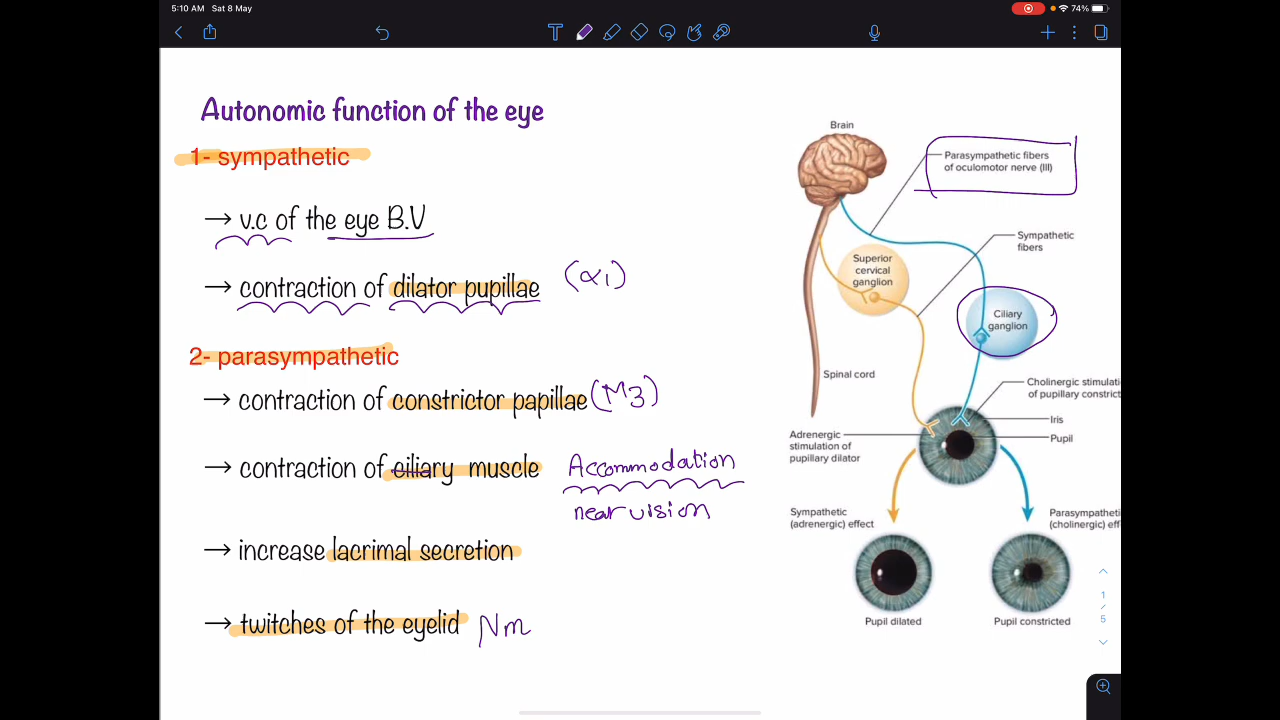 5:10 AM Sat 8 May
74%
Autonomic function of the eye
1- sympathetic
→ v.c of the eye B.V
→ contraction of dilator pupillae (α1)
2- parasympathetic
→ contraction of constrictor papillae (M3)
→ contraction of ciliary muscle Accommodation
near vision
→ increase lacrimal secretion
→ twitches of the eyelid Nm
Brain
Parasympathetic fibers
of oculomotor nerve (III)
Sympathetic
fibers
Superior
cervical
ganglion
Ciliary
ganglion
Spinal cord
Cholinergic stimulati
of pupillary constrict
Iris
Pupil
Adrenergic
stimulation of
pupillary dilator
Sympathetic
(adrenergic) effect
Parasympatheti
(cholinergic) eff
Pupil dilated
Pupil constricted
1
/
5